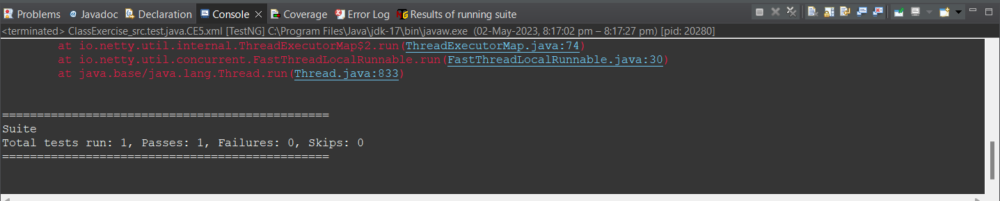 Problems Javadoc Declaration Console Coverage Error Log Results of running suite
<terminated> ClassExercise_src.test.java.CE5.xml [TestNG] C:\Program Files\Java\jdk-17\bin\javaw.exe (02-May-2023, 8:17:02 pm – 8:17:27 pm) [pid: 20280]
at io.netty.util.internal.ThreadExecutorMap$2.run(ThreadExecutorMap.java:74)
at io.netty.util.concurrent.FastThreadLocalRunnable.run(FastThreadLocalRunnable.java:30)
at java.base/java.lang.Thread.run(Thread.java:833)
===============================================
Suite
Total tests run: 1, Passes: 1, Failures: 0, Skips: 0
===============================================